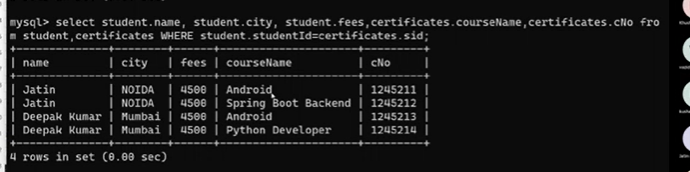 mysql> select student.name, student.city, student.fees,certificates.courseName,certificates.cNo fro
m student,certificates WHERE student.studentId=certificates.sid;
+--------------+--------+------+---------------------+---------+
| name | city | fees | courseName | cNo |
+--------------+--------+------+---------------------+---------+
| Jatin | NOIDA | 4500 | Android | 1245211 |
| Jatin | NOIDA | 4500 | Spring Boot Backend | 1245212 |
| Deepak Kumar | Mumbai | 4500 | Android | 1245213 |
| Deepak Kumar | Mumbai | 4500 | Python Developer | 1245214 |
+--------------+--------+------+---------------------+---------+
4 rows in set (0.00 sec)